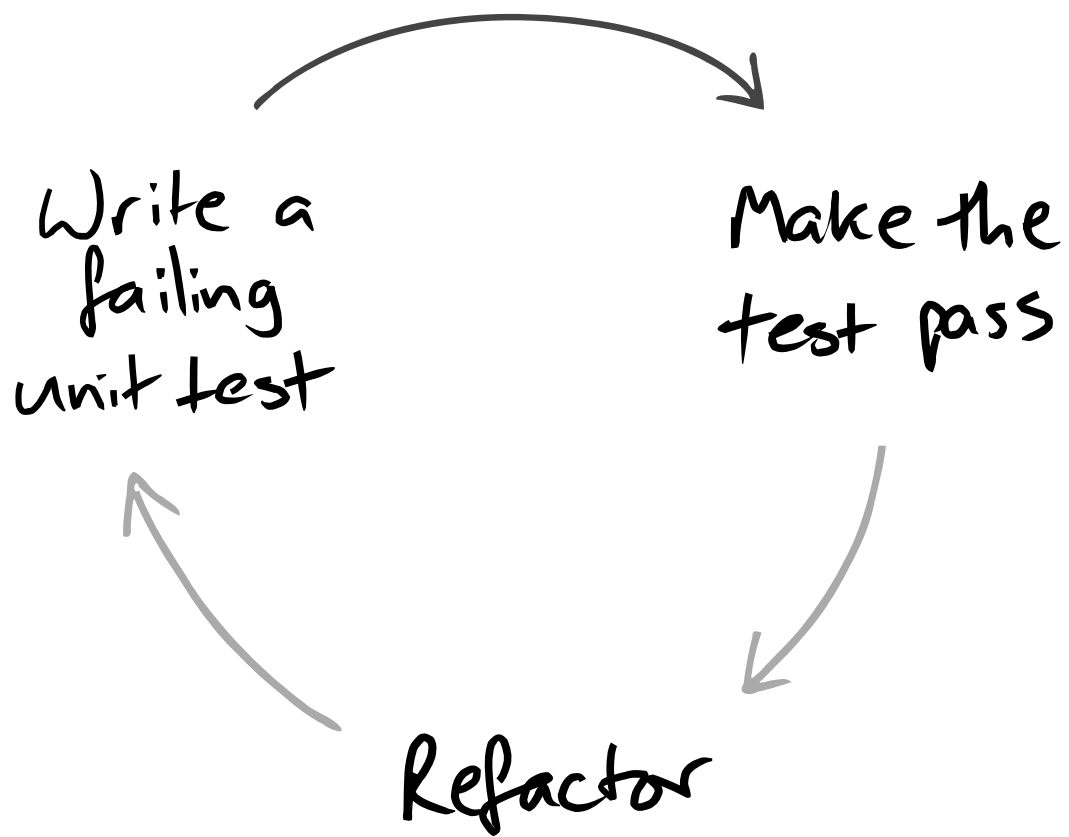 Write a
failing
unit test
Make the
test pass
Refactor